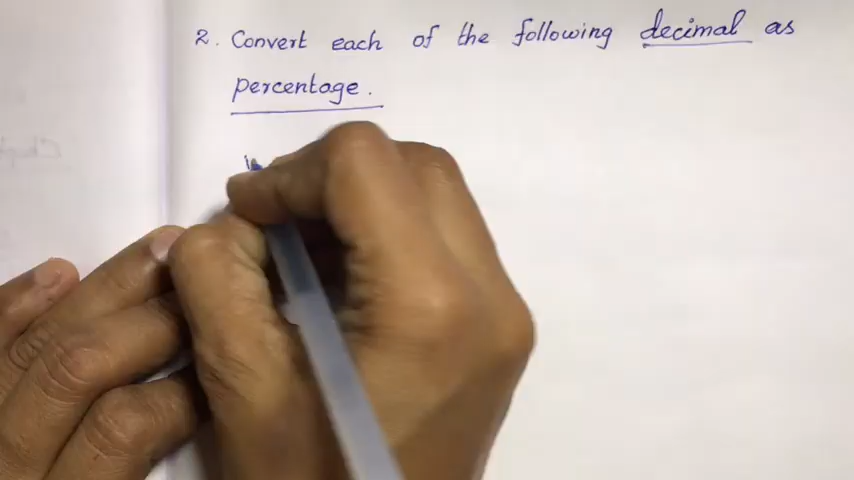 2. Convert each of the following decimal as
percentage.